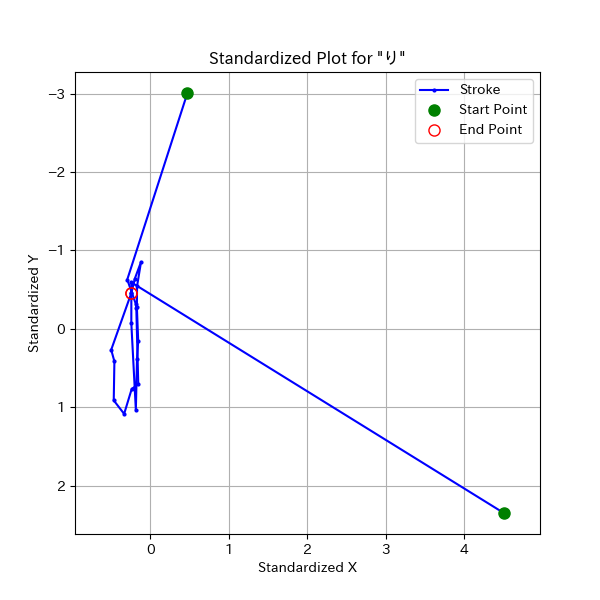 Standardized Plot for "り"
Stroke
Start Point
End Point
−3
−2
−1
0
1
2
Standardized Y
0 1 2 3 4
Standardized X